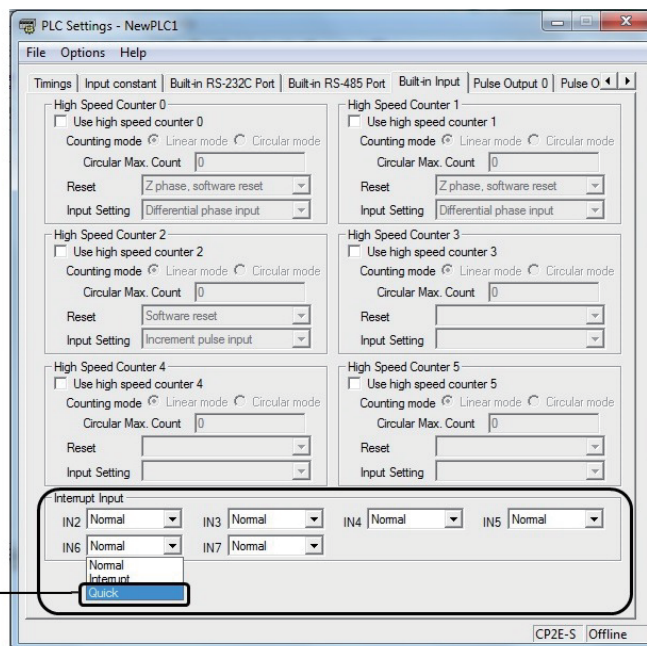 PLC Settings - NewPLC1
File Options Help
Timings Input constant Built-in RS-232C Port Built-in RS-485 Port Built-in Input Pulse Output 0 Pulse O
High Speed Counter 0
Use high speed counter 0
Counting mode Linear mode Circular mode
Circular Max. Count 0
Reset Z phase, software reset
Input Setting Differential phase input
High Speed Counter 1
Use high speed counter 1
Counting mode Linear mode Circular mode
Circular Max. Count 0
Reset Z phase, software reset
Input Setting Differential phase input
High Speed Counter 2
Use high speed counter 2
Counting mode Linear mode Circular mode
Circular Max. Count 0
Reset Software reset
Input Setting Increment pulse input
High Speed Counter 3
Use high speed counter 3
Counting mode Linear mode Circular mode
Circular Max. Count 0
Reset
Input Setting
High Speed Counter 4
Use high speed counter 4
Counting mode Linear mode Circular mode
Circular Max. Count 0
Reset
Input Setting
High Speed Counter 5
Use high speed counter 5
Counting mode Linear mode Circular mode
Circular Max. Count 0
Reset
Input Setting
Interrupt Input
IN2 Normal IN3 Normal IN4 Normal IN5 Normal
IN6 Normal IN7 Normal
Normal
Interrupt
Quick
CP2E-S Offline